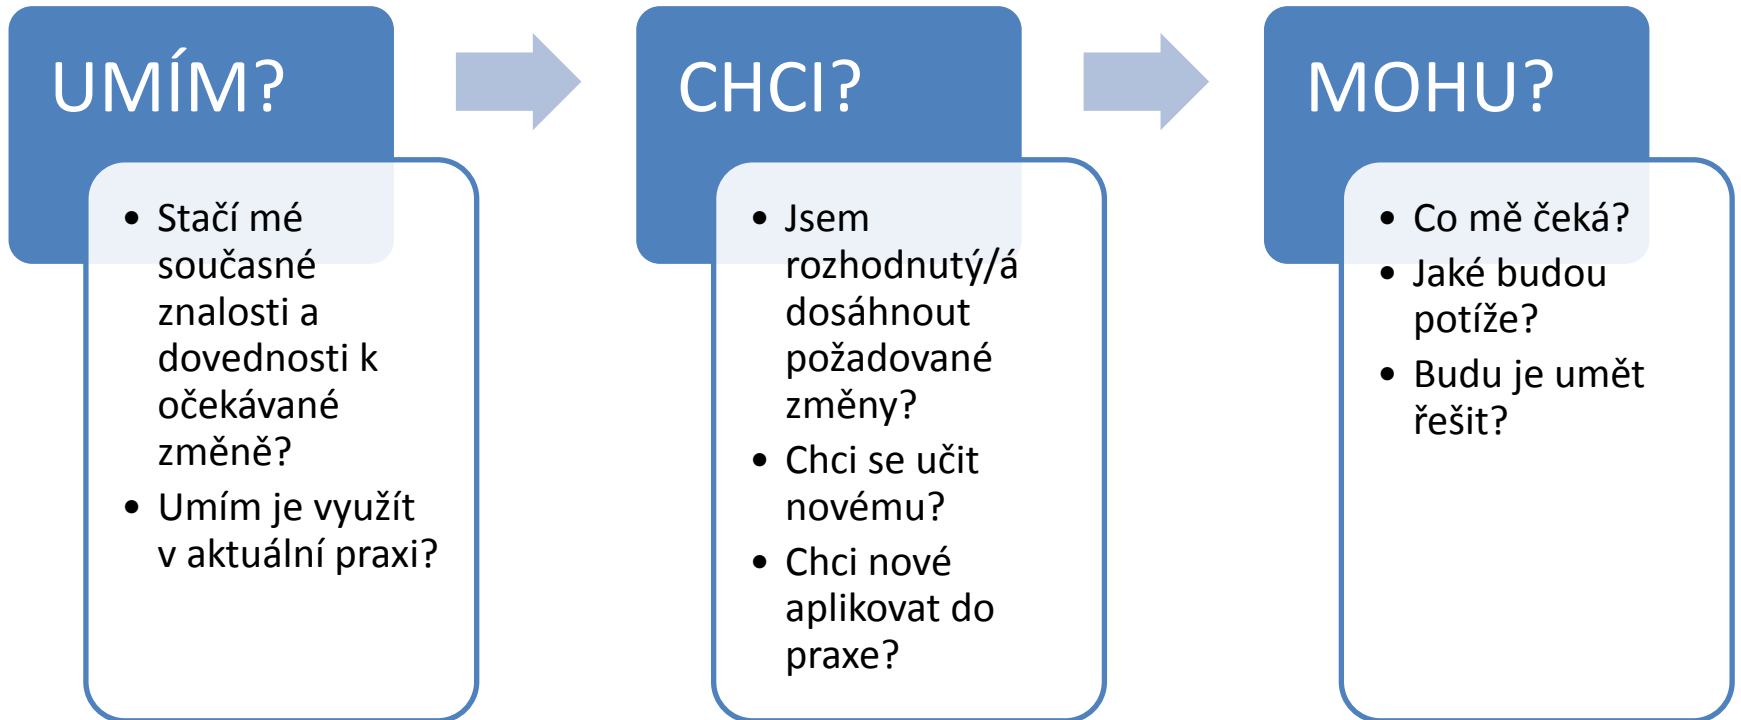 UMÍM?
• Stačí mé
současné
znalosti a
dovednosti k
očekávané
změně?
• Umím je využít
v aktuální praxi?
CHCI?
• Jsem
rozhodnutý/á
dosáhnout
požadované
změny?
• Chci se učit
novému?
• Chci nové
aplikovat do
praxe?
MOHU?
• Co mě čeká?
• Jaké budou
potíže?
• Budu je umět
řešit?